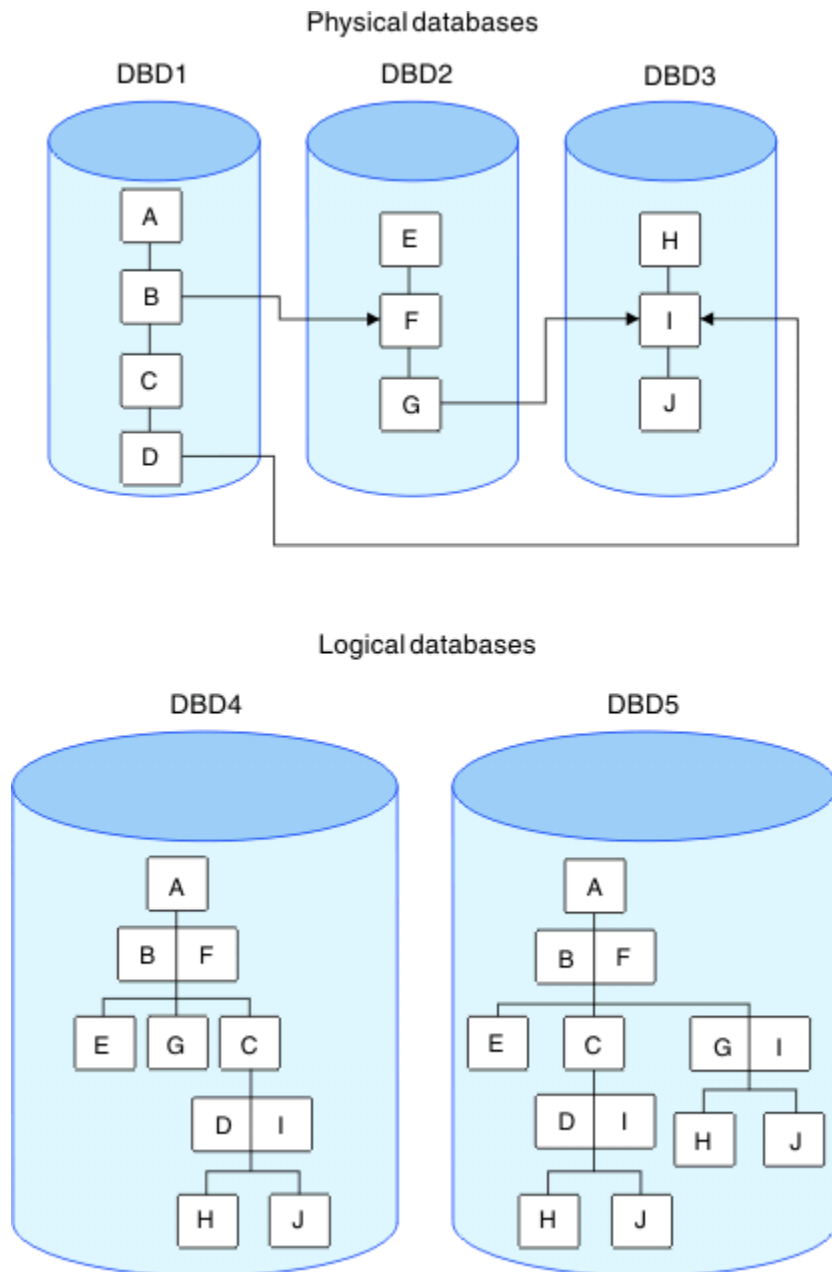 Physical databases
DBD1 DBD2 DBD3
A
E H
B
F I
C
G J
D
Logical databases
DBD4 DBD5
A A
B F B F
E G C E C G I
D I D I H J
H J H J